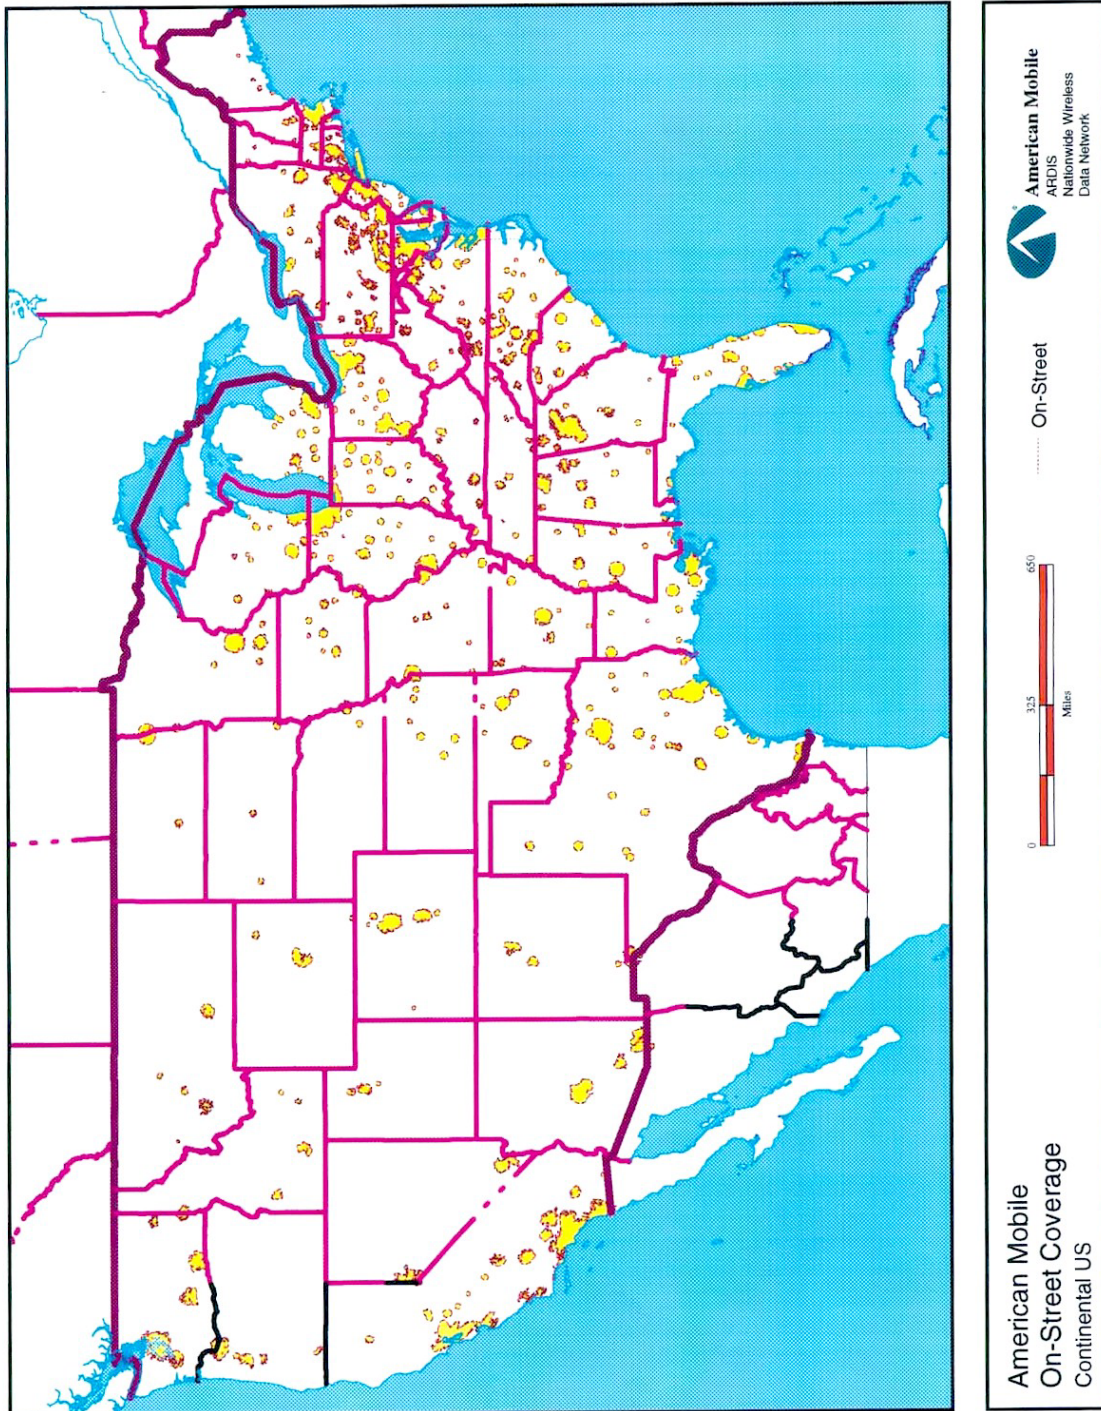 American Mobile
On-Street Coverage
Continental US
0
325
650
Miles
On-Street
American Mobile
ARDIS
Nationwide Wireless
Data Network